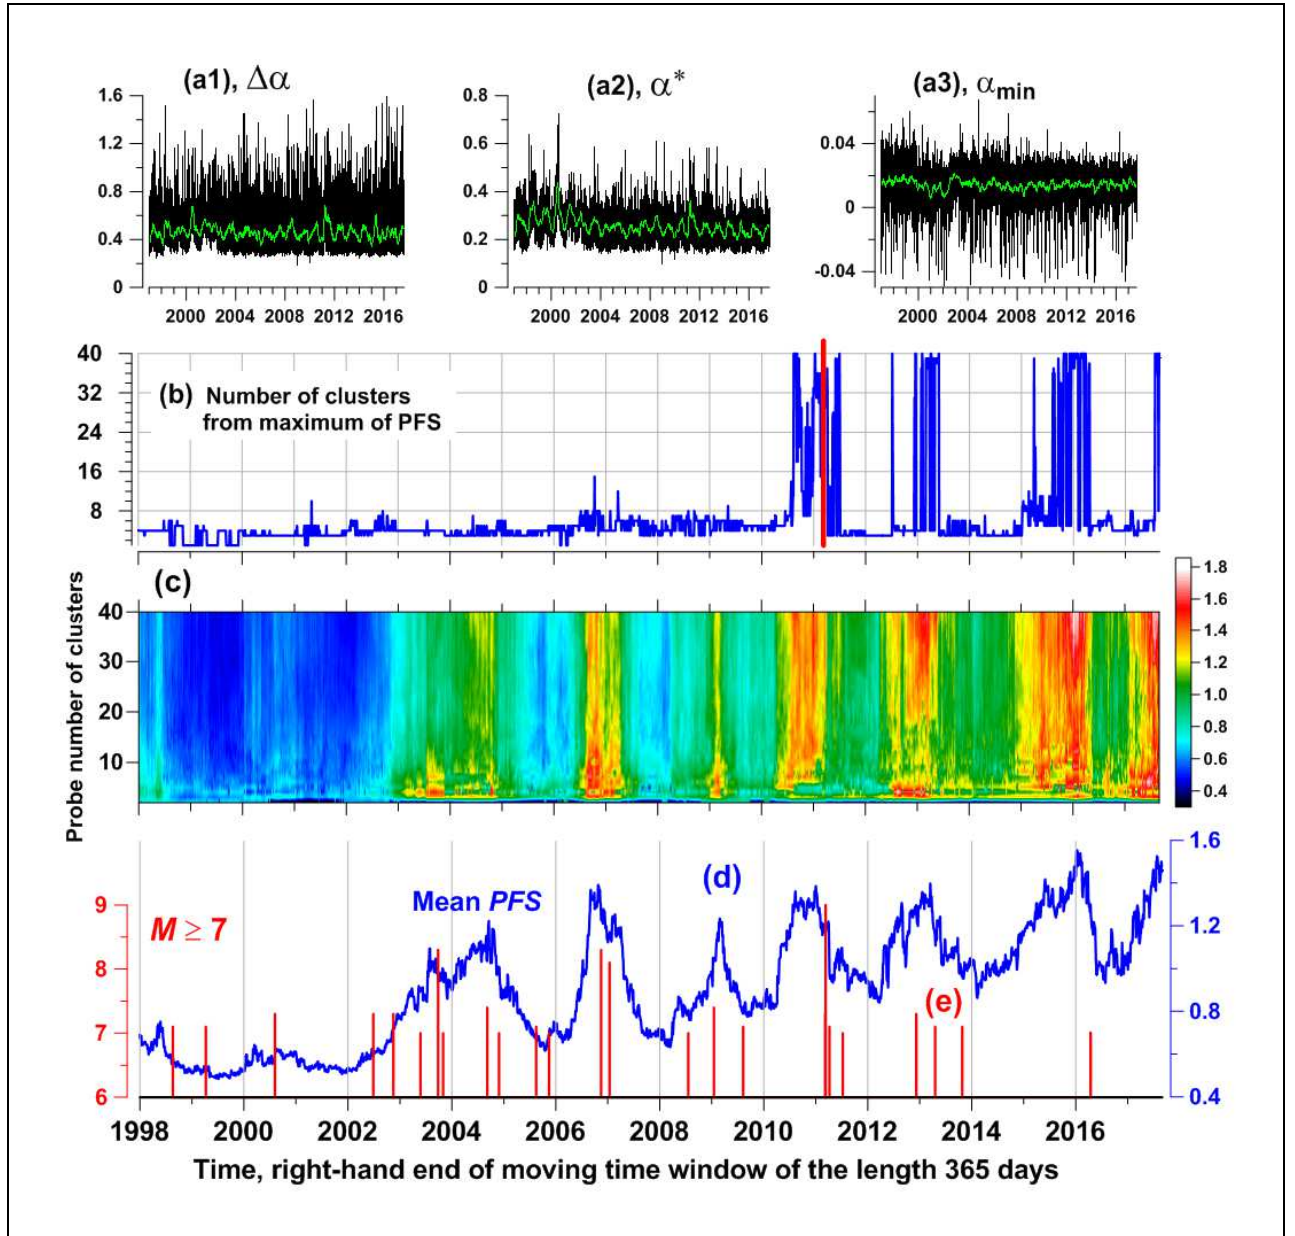 (a1), Δα
(a2), α*
(a3), αmin
1.6
1.2
0.8
0.4
0
2000 2004 2008 2012 2016
0.8
0.6
0.4
0.2
0
2000 2004 2008 2012 2016
0.04
0
-0.04
2000 2004 2008 2012 2016
40
32
24
16
8
(b) Number of clusters
from maximum of PFS
(c)
Probe number of clusters
40
30
20
10
1.8
1.6
1.4
1.2
1.0
0.8
0.6
0.4
9
8
7
6
M ≥ 7
Mean PFS
(d)
(e)
1.6
1.2
0.8
0.4
1998 2000 2002 2004 2006 2008 2010 2012 2014 2016
Time, right-hand end of moving time window of the length 365 days